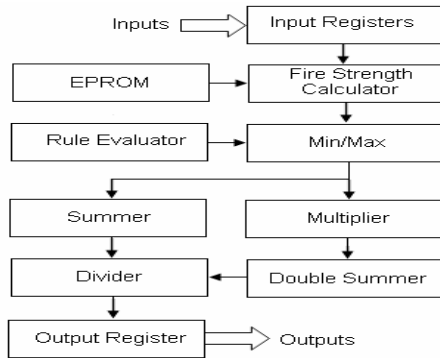 Inputs
Input Registers
EPROM
Fire Strength
Calculator
Rule Evaluator
Min/Max
Summer
Multiplier
Divider
Double Summer
Output Register
Outputs